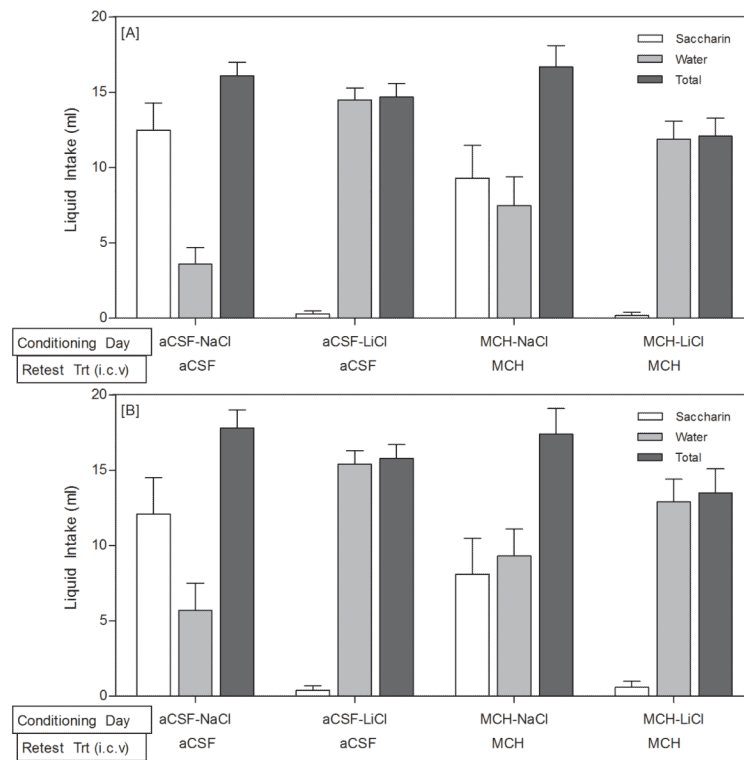 20
[A]
Saccharin
Water
Total
15
10
5
0
Liquid Intake (ml)
Conditioning Day
aCSF-NaCl
aCSF-LiCl
MCH-NaCl
MCH-LiCl
Retest Trt (i.c.v)
aCSF
aCSF
MCH
MCH
20
[B]
Saccharin
Water
Total
15
10
5
0
Liquid Intake (ml)
Conditioning Day
aCSF-NaCl
aCSF-LiCl
MCH-NaCl
MCH-LiCl
Retest Trt (i.c.v)
aCSF
aCSF
MCH
MCH